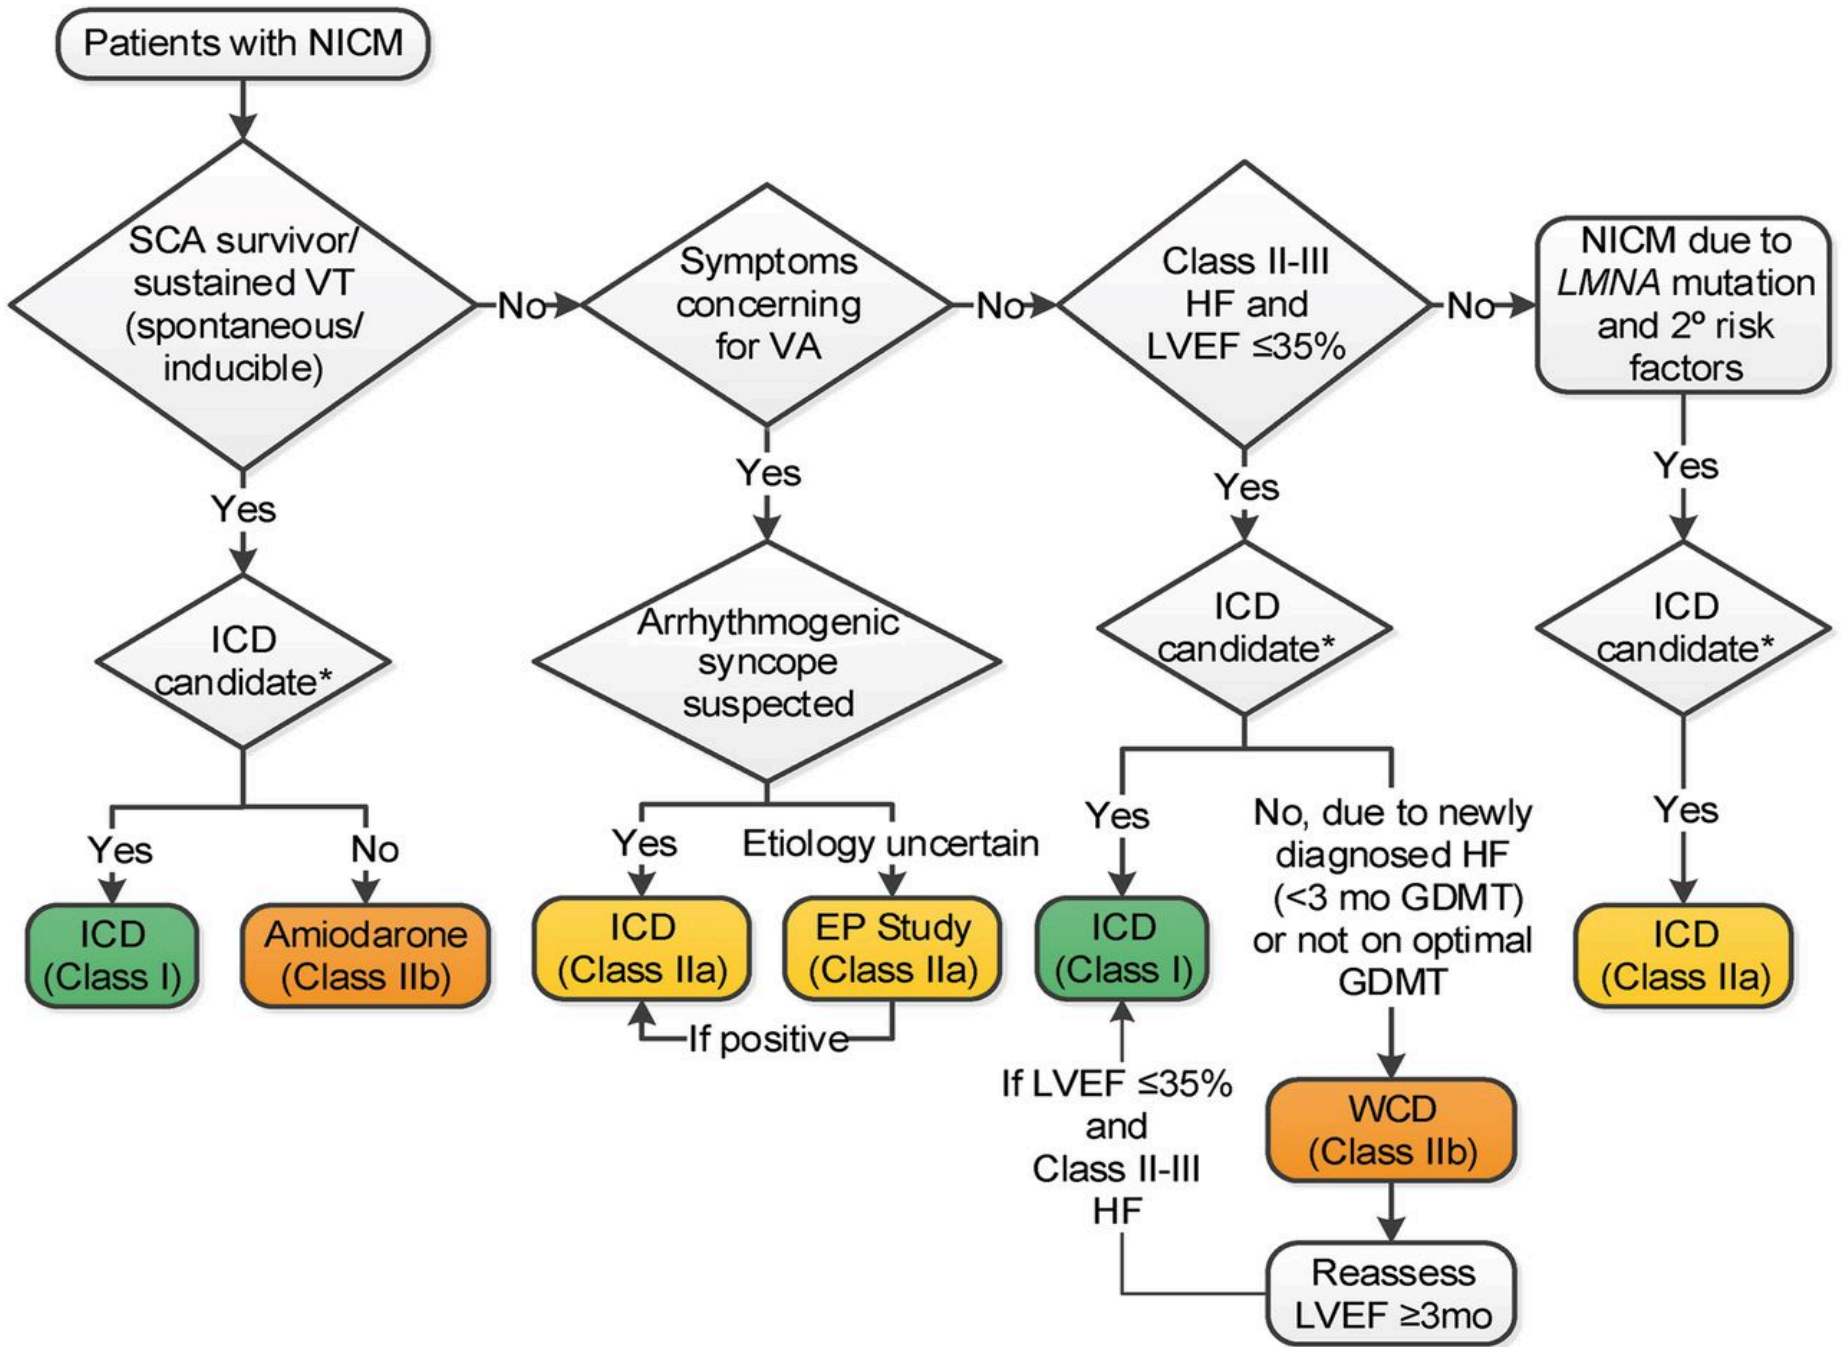 Patients with NICM
SCA survivor/
sustained VT
(spontaneous/
inducible)
No
Symptoms
concerning
for VA
No
Class II-III
HF and
LVEF ≤35%
No
NICM due to
LMNA mutation
and 2º risk
factors
Yes
Yes
Yes
Yes
ICD
candidate*
Arrhythmogenic
syncope
suspected
ICD
candidate*
ICD
candidate*
Yes
No
Yes
Etiology uncertain
Yes
No, due to newly
diagnosed HF
(<3 mo GDMT)
or not on optimal
GDMT
Yes
ICD
(Class I)
Amiodarone
(Class IIb)
ICD
(Class IIa)
EP Study
(Class IIa)
If positive
ICD
(Class I)
ICD
(Class IIa)
If LVEF ≤35%
and
Class II-III
HF
WCD
(Class IIb)
Reassess
LVEF ≥3mo